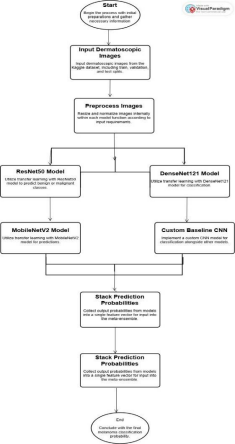 Visual Paradigm
Start
Begin the process with initial
preparations and gather
necessary information
Input Dermatoscopic
Images
Input dermatoscopic images from the
Kaggle dataset, including train, validation,
and test splits.
Preprocess Images
Resize and normalize images internally
within each model function according to
input requirements.
ResNet50 Model
Utilize transfer learning with ResNet50
model to predict benign or malignant
classes.
DenseNet121 Model
Utilize transfer learning with DenseNet121
model for classification.
MobileNetV2 Model
Utilize transfer learning with MobileNetV2
model for predictions.
Custom Baseline CNN
Implement a custom CNN model for
classification alongside other models.
Stack Prediction
Probabilities
Collect output probabilities from models
into a single feature vector for input into
the meta-ensemble.
Stack Prediction
Probabilities
Collect output probabilities from models
into a single feature vector for input into
the meta-ensemble.
End
Conclude with the final
melanoma classification
probability.